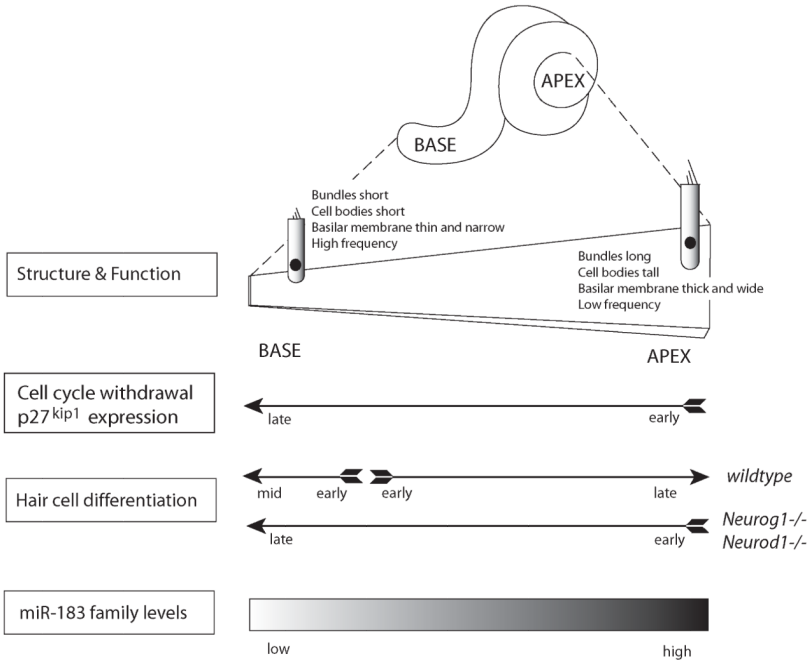 APEX
BASE
Bundles short
Cell bodies short
Basilar membrane thin and narrow
High frequency
Bundles long
Cell bodies tall
Basilar membrane thick and wide
Low frequency
Structure & Function
BASE
APEX
Cell cycle withdrawal
p27kip1 expression
late
early
Hair cell differentiation
mid
early
early
late
wildtype
late
early
Neurog1-/-
Neurod1-/-
miR-183 family levels
low
high